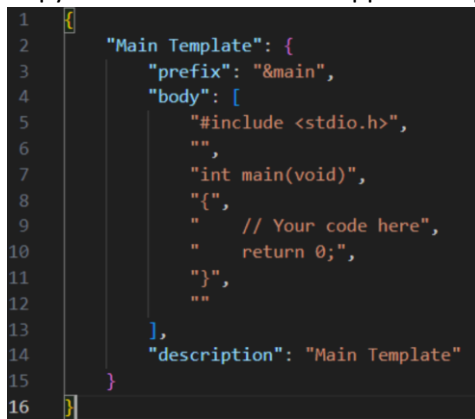 1 {
2     "Main Template": {
3         "prefix": "&main",
4         "body": [
5             "#include <stdio.h>",
6             "",
7             "int main(void)",
8             "{",
9             "    // Your code here",
10             "    return 0;",
11             "}",
12             ""
13         ],
14         "description": "Main Template"
15     }
16 }